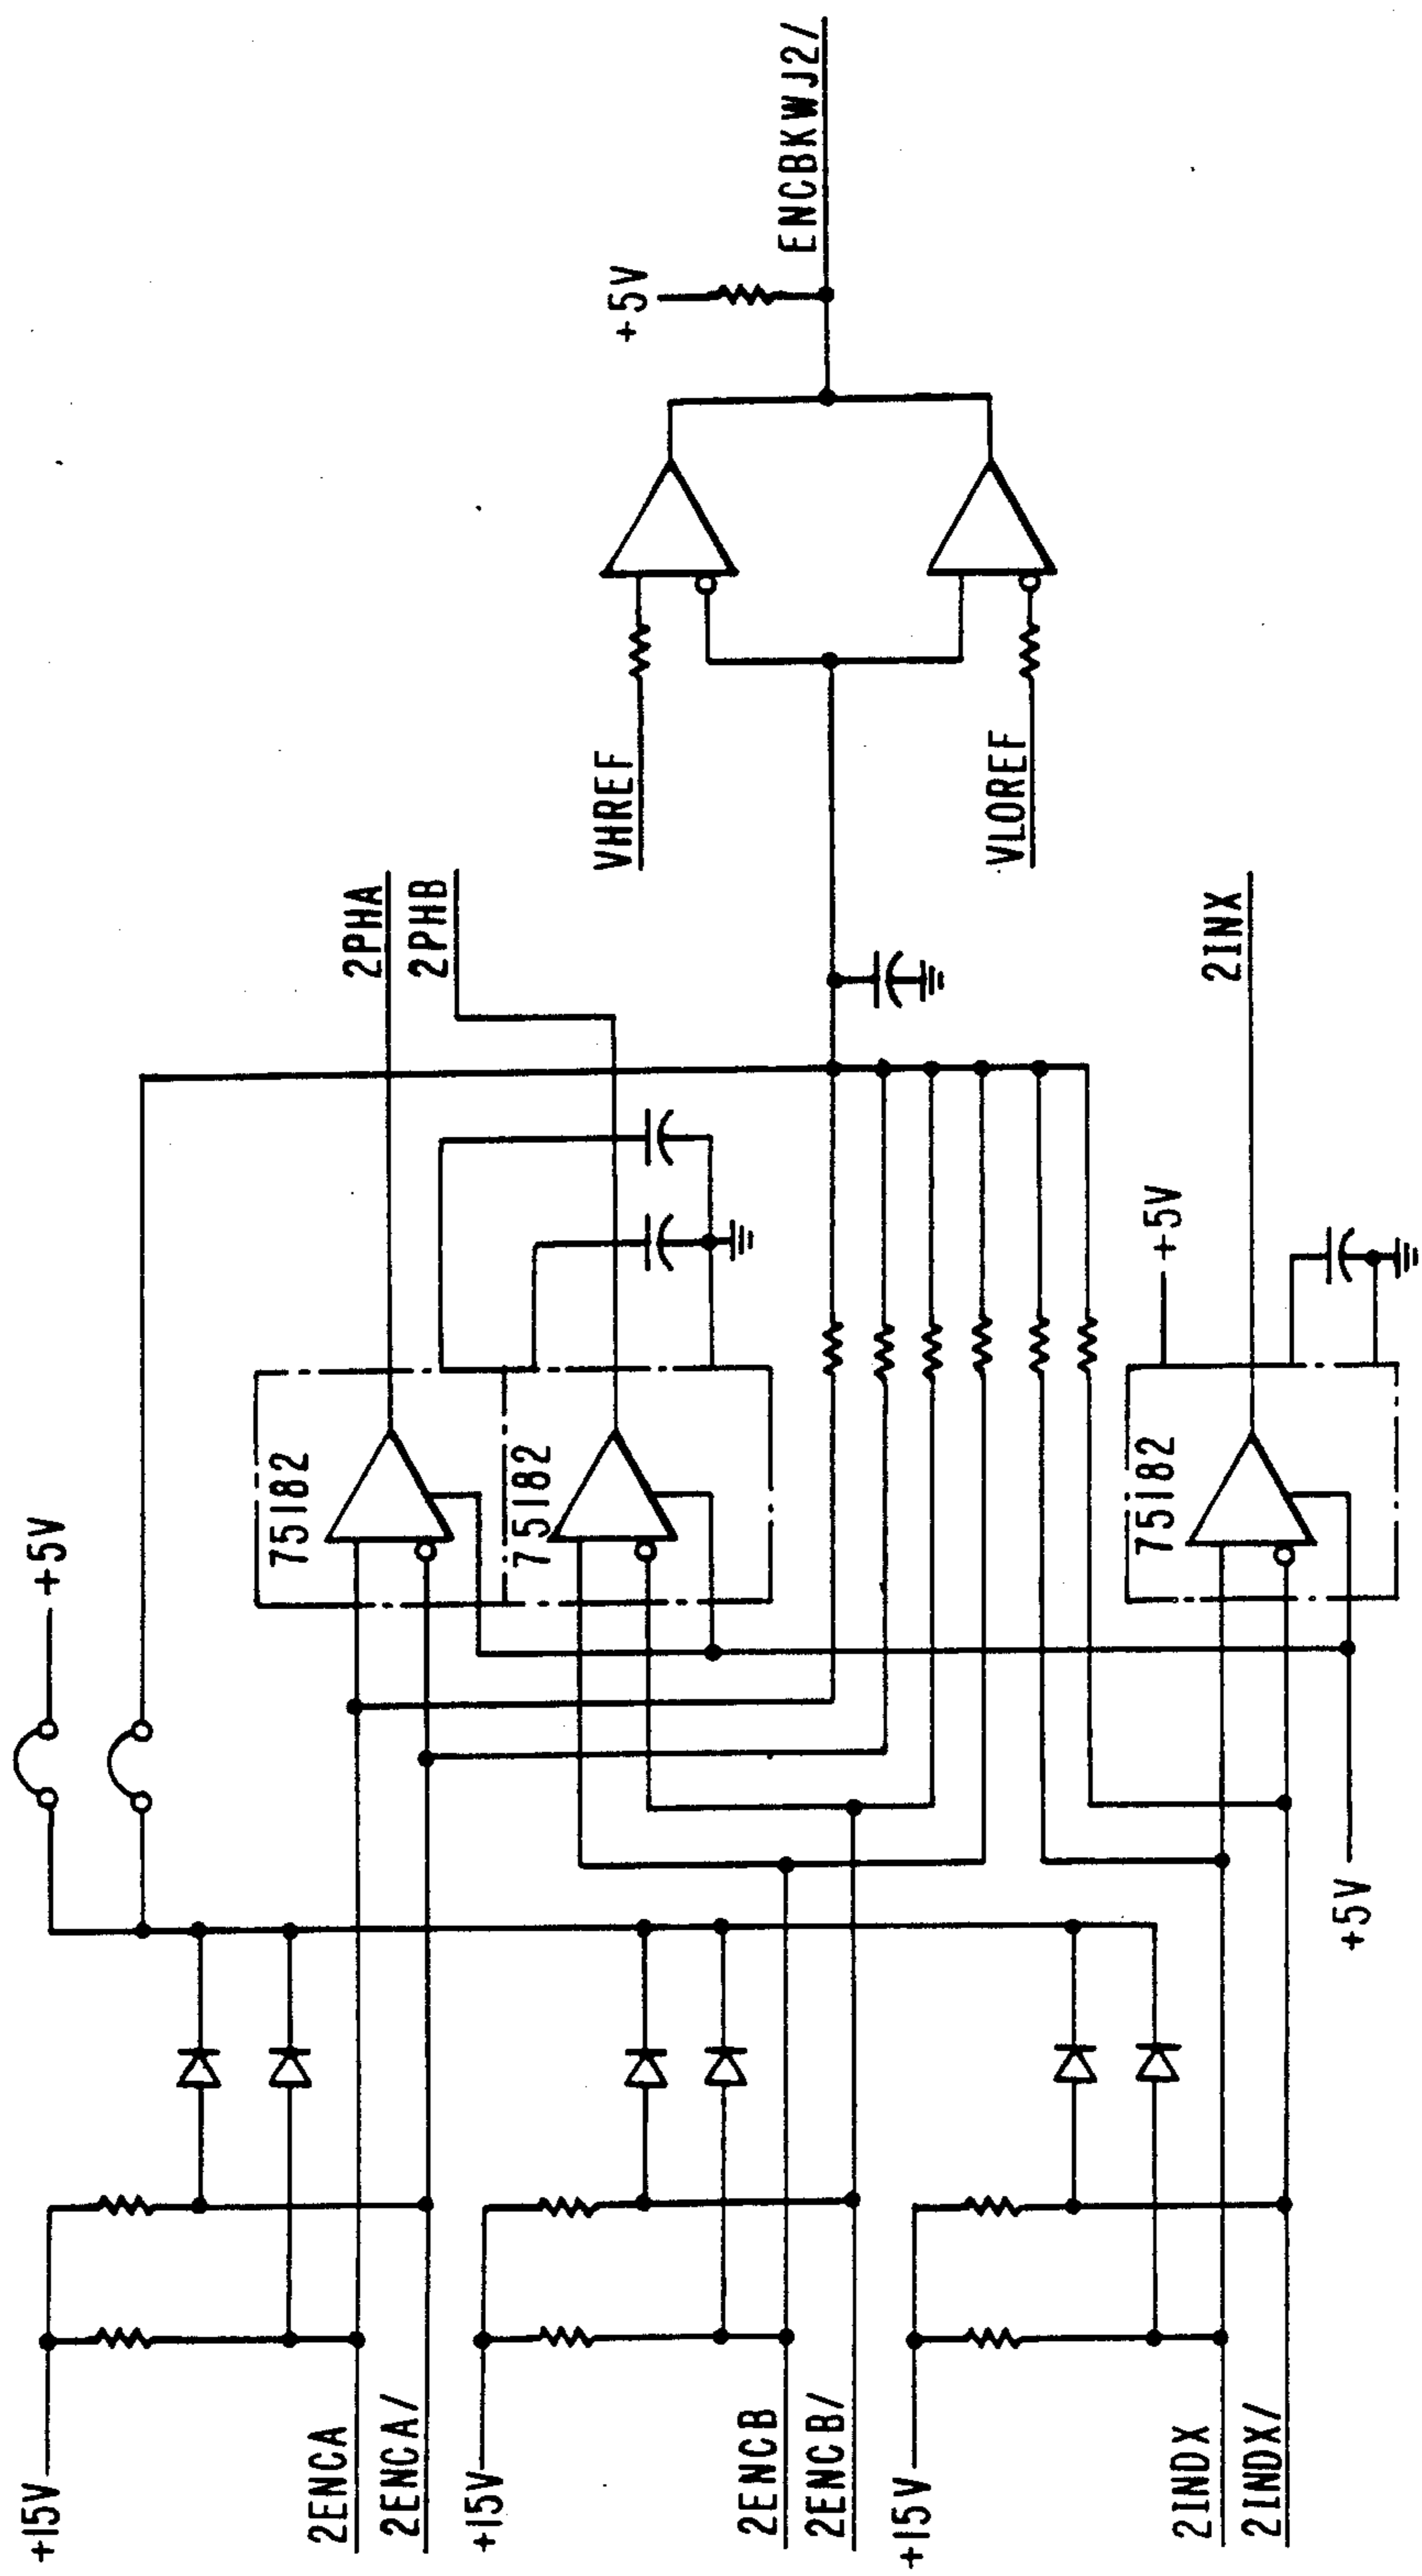 +5V
+15V
2ENCA
2ENCA/
75182
2PHA
2PHB
+15V
75182
2ENCB
2ENCB/
VHREF
+5V
ENCBKWJ2/
VLOREF
+15V
75182
+5V
2INX
2INDX
2INDX/
+5V